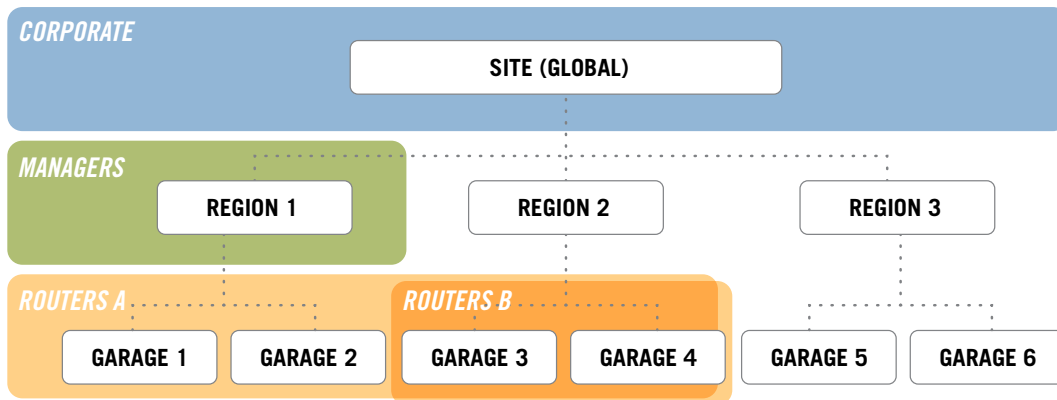 CORPORATE
SITE (GLOBAL)
MANAGERS
REGION 1
REGION 2
REGION 3
ROUTERS A
ROUTERS B
GARAGE 1
GARAGE 2
GARAGE 3
GARAGE 4
GARAGE 5
GARAGE 6